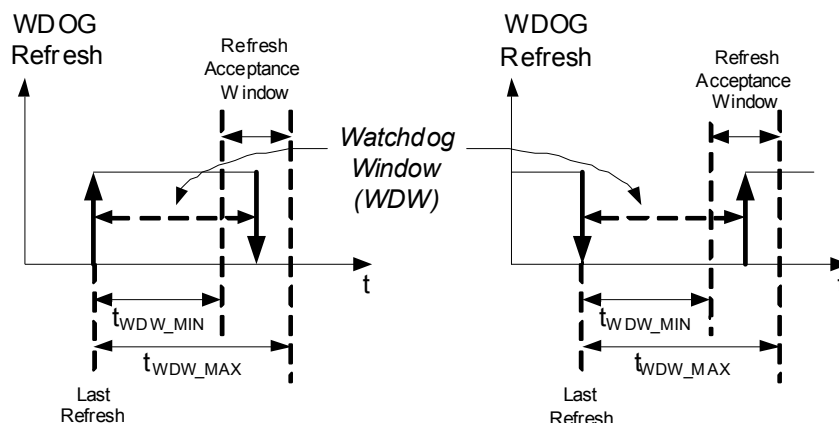 WDOG
Refresh
Refresh
Acceptance
Window
t
tWDW_MIN
tWDW_MAX
Last
Refresh
Watchdog
Window
(WDW)
WDOG
Refresh
Refresh
Acceptance
Window
t
tWDW_MIN
tWDW_MAX
Last
Refresh